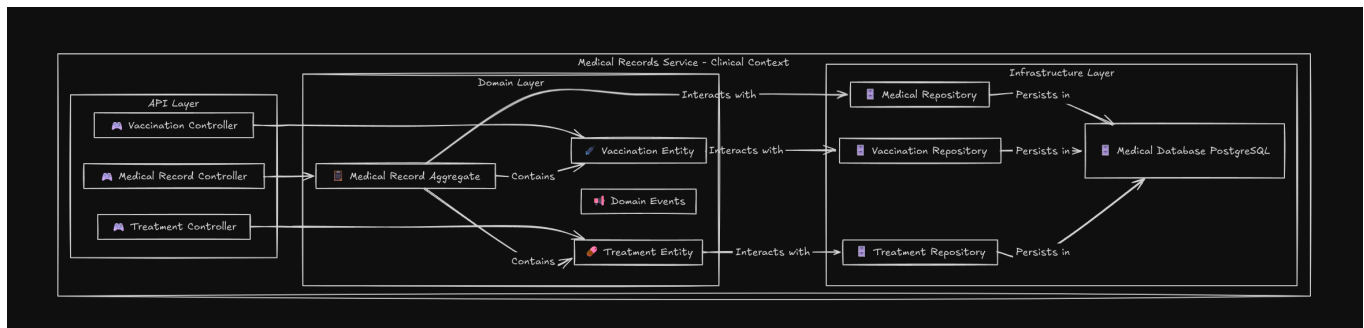 Medical Records Service - Clinical Context
API Layer
Vaccination Controller
Medical Record Controller
Treatment Controller
Domain Layer
Medical Record Aggregate
Contains
Contains
Vaccination Entity
Domain Events
Treatment Entity
Interacts with
Interacts with
Interacts with
Infrastructure Layer
Medical Repository
Vaccination Repository
Treatment Repository
Persists in
Persists in
Persists in
Medical Database PostgreSQL